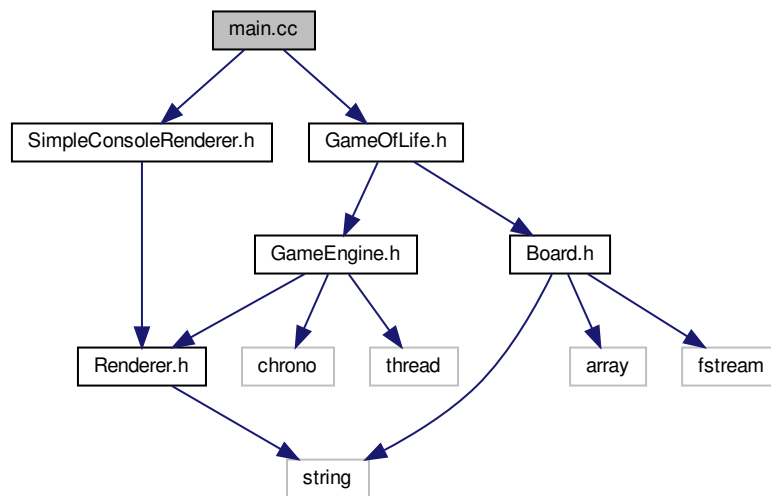 main.cc
SimpleConsoleRenderer.h
GameOfLife.h
GameEngine.h
Board.h
Renderer.h
chrono
thread
array
fstream
string